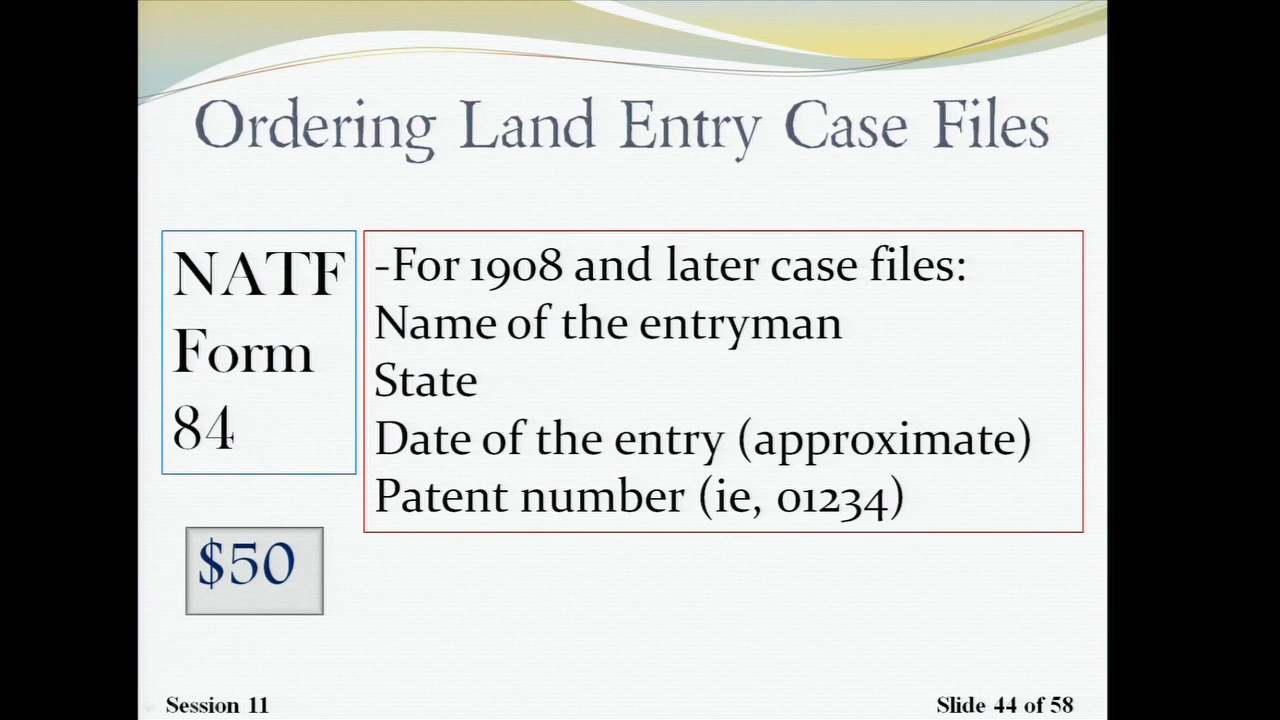 Ordering Land Entry Case Files
NATF
Form
84
-For 1908 and later case files:
Name of the entryman
State
Date of the entry (approximate)
Patent number (ie, 01234)
$50
Session 11
Slide 44 of 58